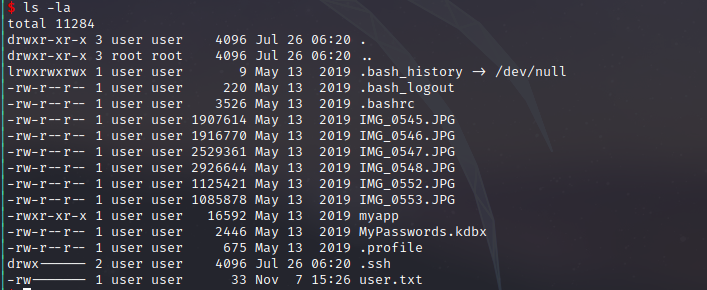 $ ls -la
total 11284
drwxr-xr-x 3 user user    4096 Jul 26 06:20 .
drwxr-xr-x 3 root root    4096 Jul 26 06:20 ..
lrwxrwxrwx 1 user user       9 May 13  2019 .bash_history → /dev/null
-rw-r--r-- 1 user user     220 May 13  2019 .bash_logout
-rw-r--r-- 1 user user    3526 May 13  2019 .bashrc
-rw-r--r-- 1 user user 1907614 May 13  2019 IMG_0545.JPG
-rw-r--r-- 1 user user 1916770 May 13  2019 IMG_0546.JPG
-rw-r--r-- 1 user user 2529361 May 13  2019 IMG_0547.JPG
-rw-r--r-- 1 user user 2926644 May 13  2019 IMG_0548.JPG
-rw-r--r-- 1 user user 1125421 May 13  2019 IMG_0552.JPG
-rw-r--r-- 1 user user 1085878 May 13  2019 IMG_0553.JPG
-rwxr-xr-x 1 user user   16592 May 13  2019 myapp
-rw-r--r-- 1 user user    2446 May 13  2019 MyPasswords.kdbx
-rw-r--r-- 1 user user     675 May 13  2019 .profile
drwx------ 2 user user    4096 Jul 26 06:20 .ssh
-rw------- 1 user user      33 Nov  7 15:26 user.txt